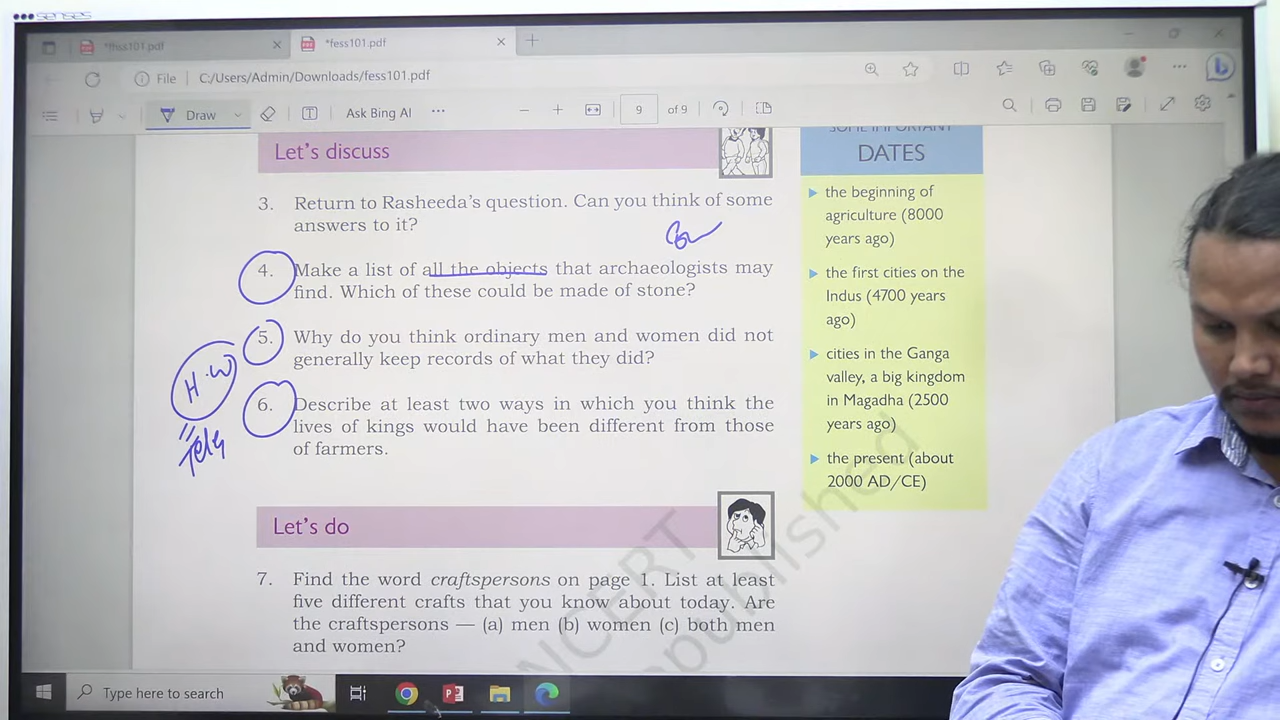 senses
*fess101.pdf
*fess101.pdf
File
C:/Users/Admin/Downloads/fess101.pdf
Draw
Ask Bing AI
9
of 9
Let's discuss
3. Return to Rasheeda's question. Can you think of some
answers to it?
4. Make a list of all the objects that archaeologists may
find. Which of these could be made of stone?
5. Why do you think ordinary men and women did not
generally keep records of what they did?
H.W
6. Describe at least two ways in which you think the
lives of kings would have been different from those
of farmers.
SOME IMPORTANT
DATES
the beginning of
agriculture (8000
years ago)
the first cities on the
Indus (4700 years
ago)
cities in the Ganga
valley, a big kingdom
in Magadha (2500
years ago)
the present (about
2000 AD/CE)
Let's do
7. Find the word craftspersons on page 1. List at least
five different crafts that you know about today. Are
the craftspersons — (a) men (b) women (c) both men
and women?
NCERT
republished
Type here to search